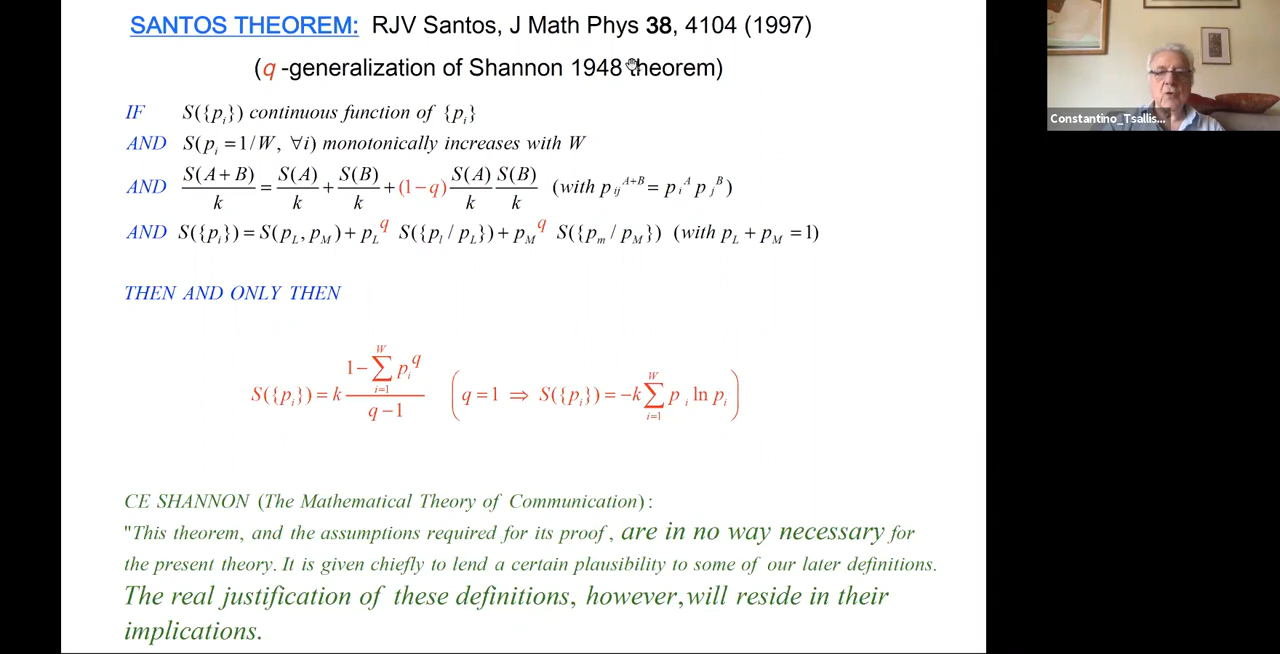 SANTOS THEOREM: RJV Santos, J Math Phys 38, 4104 (1997)
(q -generalization of Shannon 1948 theorem)
IF S({p_i}) continuous function of {p_i}
AND S(p_i = 1/W, ∀i) monotonically increases with W
AND S(A+B)/k = S(A)/k + S(B)/k + (1−q) S(A)/k S(B)/k (with p_ij^{A+B} = p_i^A p_j^B)
AND S({p_i}) = S(p_L, p_M) + p_L^q S({p_l / p_L}) + p_M^q S({p_m / p_M}) (with p_L + p_M = 1)
THEN AND ONLY THEN
S({p_i}) = k (1 − ∑_{i=1}^{W} p_i^q)/(q−1) (q = 1 ⇒ S({p_i}) = −k ∑_{i=1}^{W} p_i ln p_i)
CE SHANNON (The Mathematical Theory of Communication):
"This theorem, and the assumptions required for its proof, are in no way necessary for
the present theory. It is given chiefly to lend a certain plausibility to some of our later definitions.
The real justification of these definitions, however, will reside in their
implications.
Constantino_Tsallis...